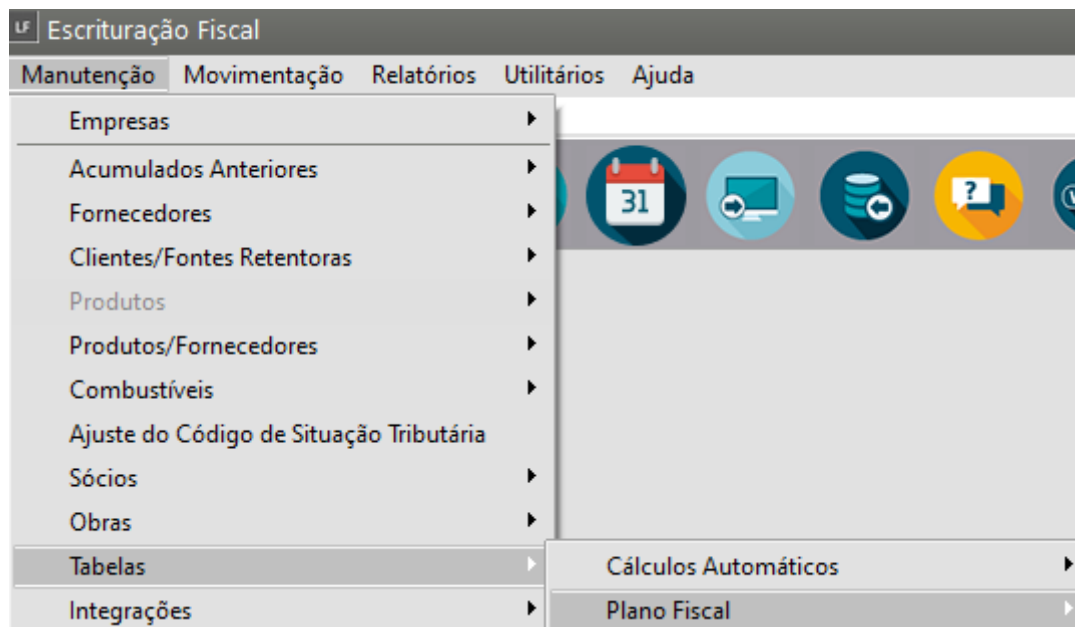 LF Escrituração Fiscal
Manutenção Movimentação Relatórios Utilitários Ajuda
Empresas
Acumulados Anteriores
31
?
Fornecedores
Clientes/Fontes Retentoras
Produtos
Produtos/Fornecedores
Combustíveis
Ajuste do Código de Situação Tributária
Sócios
Obras
Tabelas
Cálculos Automáticos
Integrações
Plano Fiscal